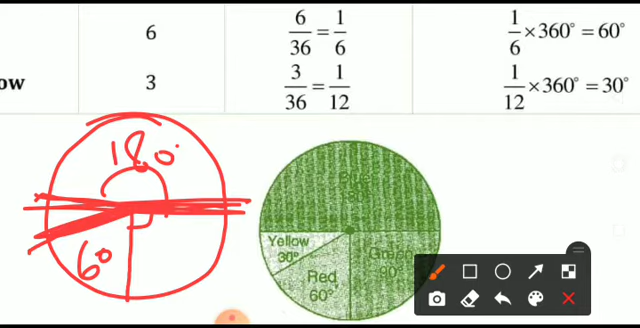 6 6/36 = 1/6 1/6 × 360° = 60°
ow 3 3/36 = 1/12 1/12 × 360° = 30°
180°
60
Blue
180°
Yellow
30°
Red
60°
Green
90°